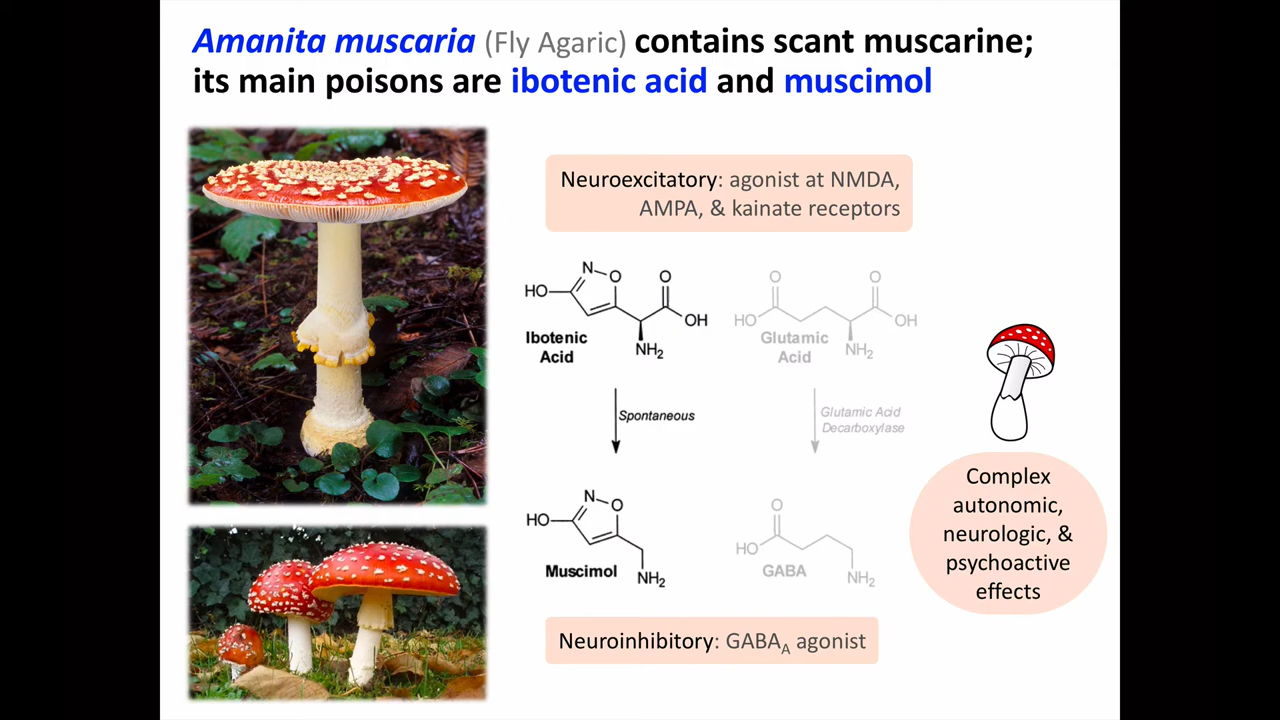 Amanita muscaria (Fly Agaric) contains scant muscarine;
its main poisons are ibotenic acid and muscimol
Neuroexcitatory: agonist at NMDA,
AMPA, & kainate receptors
N
O
HO
O
OH
NH₂
Ibotenic
Acid
O
O
HO
OH
NH₂
Glutamic
Acid
Spontaneous
Glutamic Acid
Decarboxylase
N
O
HO
NH₂
Muscimol
O
HO
NH₂
GABA
Complex
autonomic,
neurologic, &
psychoactive
effects
Neuroinhibitory: GABA_A agonist